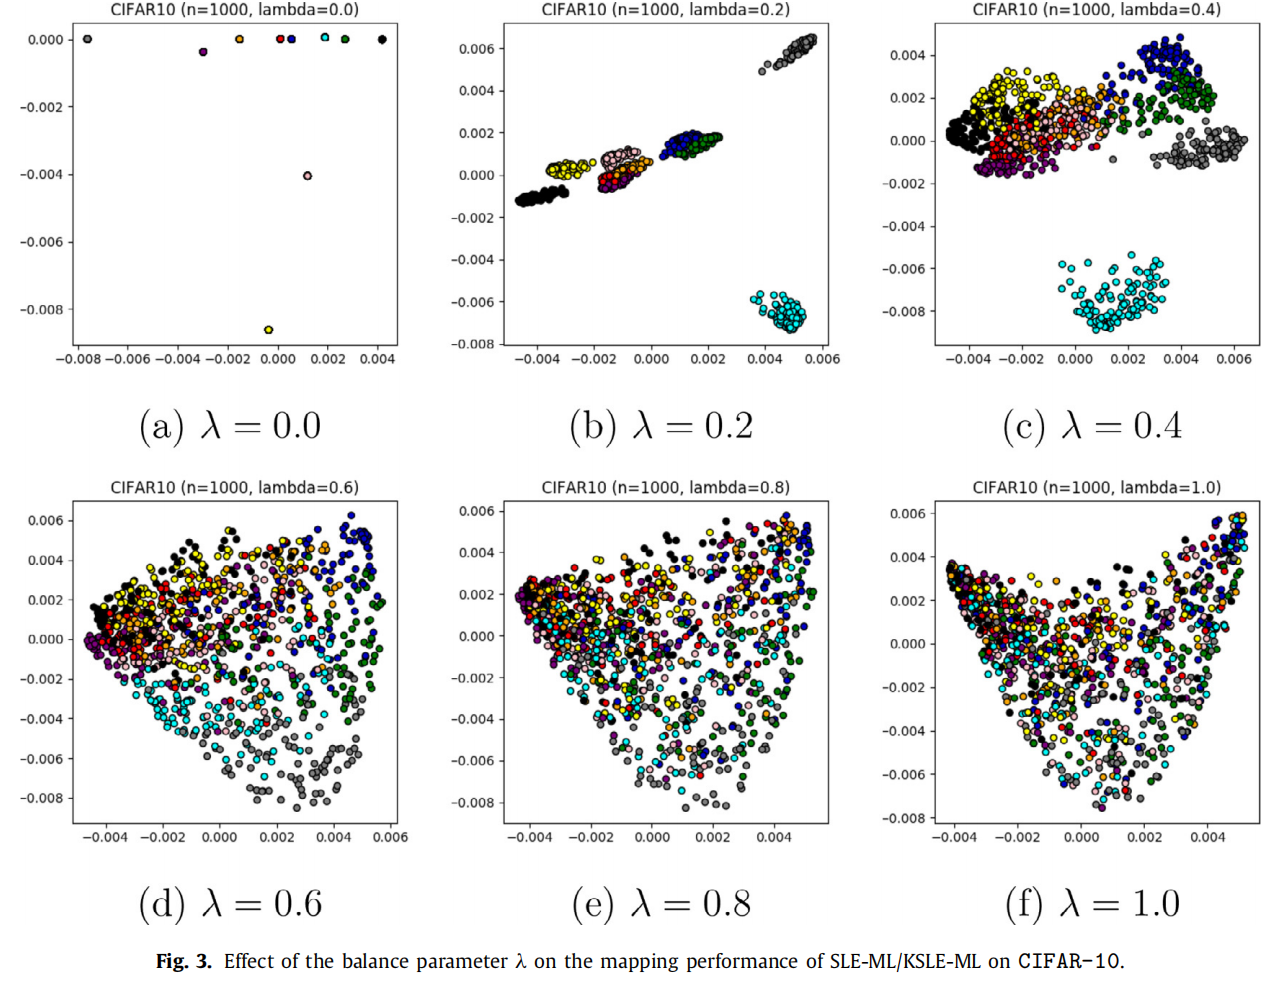 CIFAR10 (n=1000, lambda=0.0)
0.000
−0.002
−0.004
−0.006
−0.008
−0.008 −0.006 −0.004 −0.002 0.000 0.002 0.004
(a) λ = 0.0
CIFAR10 (n=1000, lambda=0.2)
0.006
0.004
0.002
0.000
−0.002
−0.004
−0.006
−0.008
−0.004 −0.002 0.000 0.002 0.004 0.006
(b) λ = 0.2
CIFAR10 (n=1000, lambda=0.4)
0.004
0.002
0.000
−0.002
−0.004
−0.006
−0.008
−0.004 −0.002 0.000 0.002 0.004 0.006
(c) λ = 0.4
CIFAR10 (n=1000, lambda=0.6)
0.006
0.004
0.002
0.000
−0.002
−0.004
−0.006
−0.008
−0.004 −0.002 0.000 0.002 0.004 0.006
(d) λ = 0.6
CIFAR10 (n=1000, lambda=0.8)
0.006
0.004
0.002
0.000
−0.002
−0.004
−0.006
−0.008
−0.004 −0.002 0.000 0.002 0.004
(e) λ = 0.8
CIFAR10 (n=1000, lambda=1.0)
0.006
0.004
0.002
0.000
−0.002
−0.004
−0.006
−0.008
−0.004 −0.002 0.000 0.002 0.004
(f) λ = 1.0
Fig. 3. Effect of the balance parameter λ on the mapping performance of SLE-ML/KSLE-ML on CIFAR-10.